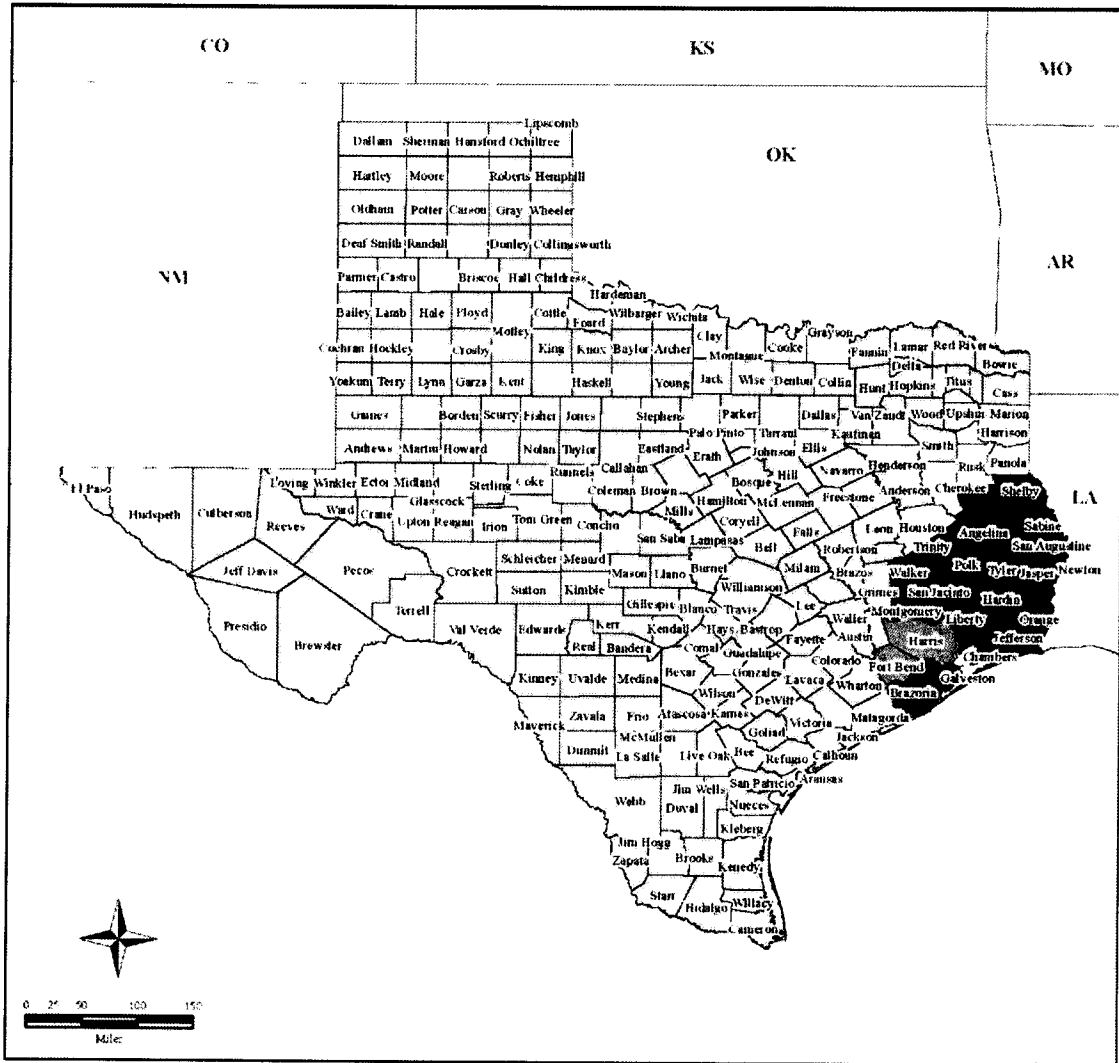 CO KS MO
Lipscomb
Dallam Sherman Hansford Ochiltree OK
Hartley Moore Roberts Hemphill
Oldham Potter Carson Gray Wheeler
Deaf Smith Randall Donley Collingsworth
NM AR
Parmer Castro Briscoe Hall Childress
Hardeman
Bailey Lamb Hale Floyd Motley Cottle Foard Wilbarger Wichita
Clay Montague Cooke Grayson Fannin Lamar Red River Bowie
Cochran Hockley Crosby King Knox Baylor Archer
Delta
Yoakum Terry Lynn Garza Kent Haskell Young Jack Wise Denton Collin Hunt Hopkins Titus Cass
Gaines Borden Scurry Fisher Jones Stephens Parker Dallas Van Zandt Wood Upshur Marion
Palo Pinto Tarrant Kaufman Harrison
Andrews Martin Howard Nolan Taylor Callahan Eastland Erath Johnson Ellis Smith
El Paso Loving Winkler Ector Midland Sterling Coke Runnels Hill Navarro Henderson Rusk Panola
Hudspeth Culberson Reeves Ward Crane Glasscock Coleman Brown Bosque Anderson Cherokee Shelby LA
Upton Reagan Irion Tom Green Concho Mills Hamilton McLennan Freestone
Coryell Falls Leon Houston Angelina Sabine
San Saba Lampasas Bell Robertson Trinity San Augustine
Jeff Davis Pecos Crockett Schleicher Menard Mason Llano Burnet Milam Brazos Walker Polk Tyler Jasper Newton
Terrell Sutton Kimble Williamson Grimes San Jacinto Hardin
Presidio Brewster Val Verde Edwards Gillespie Blanco Travis Lee Montgomery Liberty Orange
Kerr Kendall Hays Bastrop Waller
Real Bandera Comal Fayette Austin Harris Jefferson
Guadalupe Colorado Fort Bend Chambers
Kinney Uvalde Medina Bexar Gonzales Lavaca Wharton Galveston
Wilson DeWitt Brazoria
Maverick Zavala Frio Atascosa Karnes Victoria Matagorda
McMullen Goliad Jackson
Dimmit La Salle Live Oak Bee Refugio Calhoun
San Patricio Aransas
Webb Jim Wells
Duval Nueces
Kleberg
Jim Hogg
Zapata Brooks Kenedy
Starr Hidalgo Willacy
Cameron
0 25 50 100 150
Miles